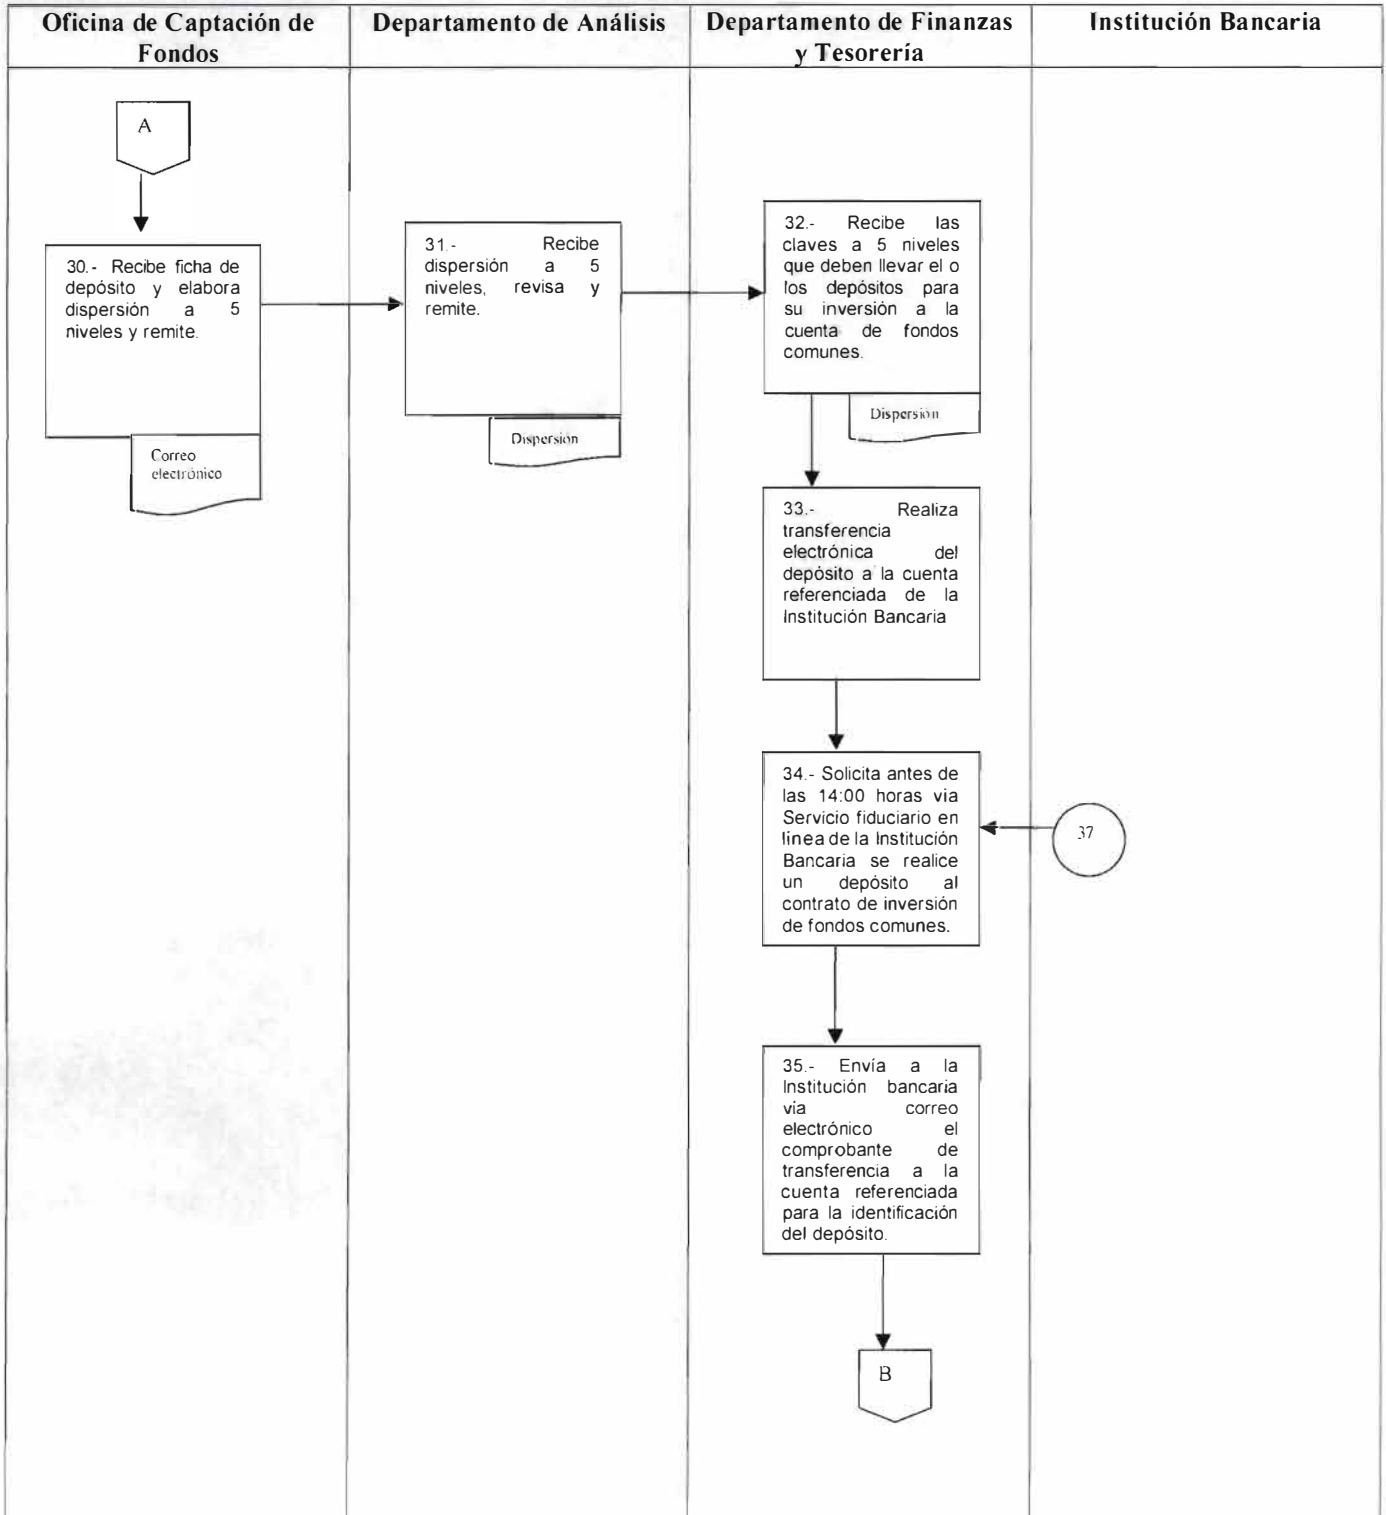 Oficina de Captación de
Fondos
Departamento de Análisis
Departamento de Finanzas
y Tesorería
Institución Bancaria
A
30.- Recibe ficha de
depósito y elabora
dispersión a 5
niveles y remite.
Correo
electrónico
31.- Recibe
dispersión a 5
niveles, revisa y
remite.
Dispersión
32.- Recibe las
claves a 5 niveles
que deben llevar el o
los depósitos para
su inversión a la
cuenta de fondos
comunes.
Dispersión
33.- Realiza
transferencia
electrónica del
depósito a la cuenta
referenciada de la
Institución Bancaria
34.- Solicita antes de
las 14:00 horas via
Servicio fiduciario en
linea de la Institución
Bancaria se realice
un depósito al
contrato de inversión
de fondos comunes.
37
35.- Envía a la
Institución bancaria
via correo
electrónico el
comprobante de
transferencia a la
cuenta referenciada
para la identificación
del depósito.
B